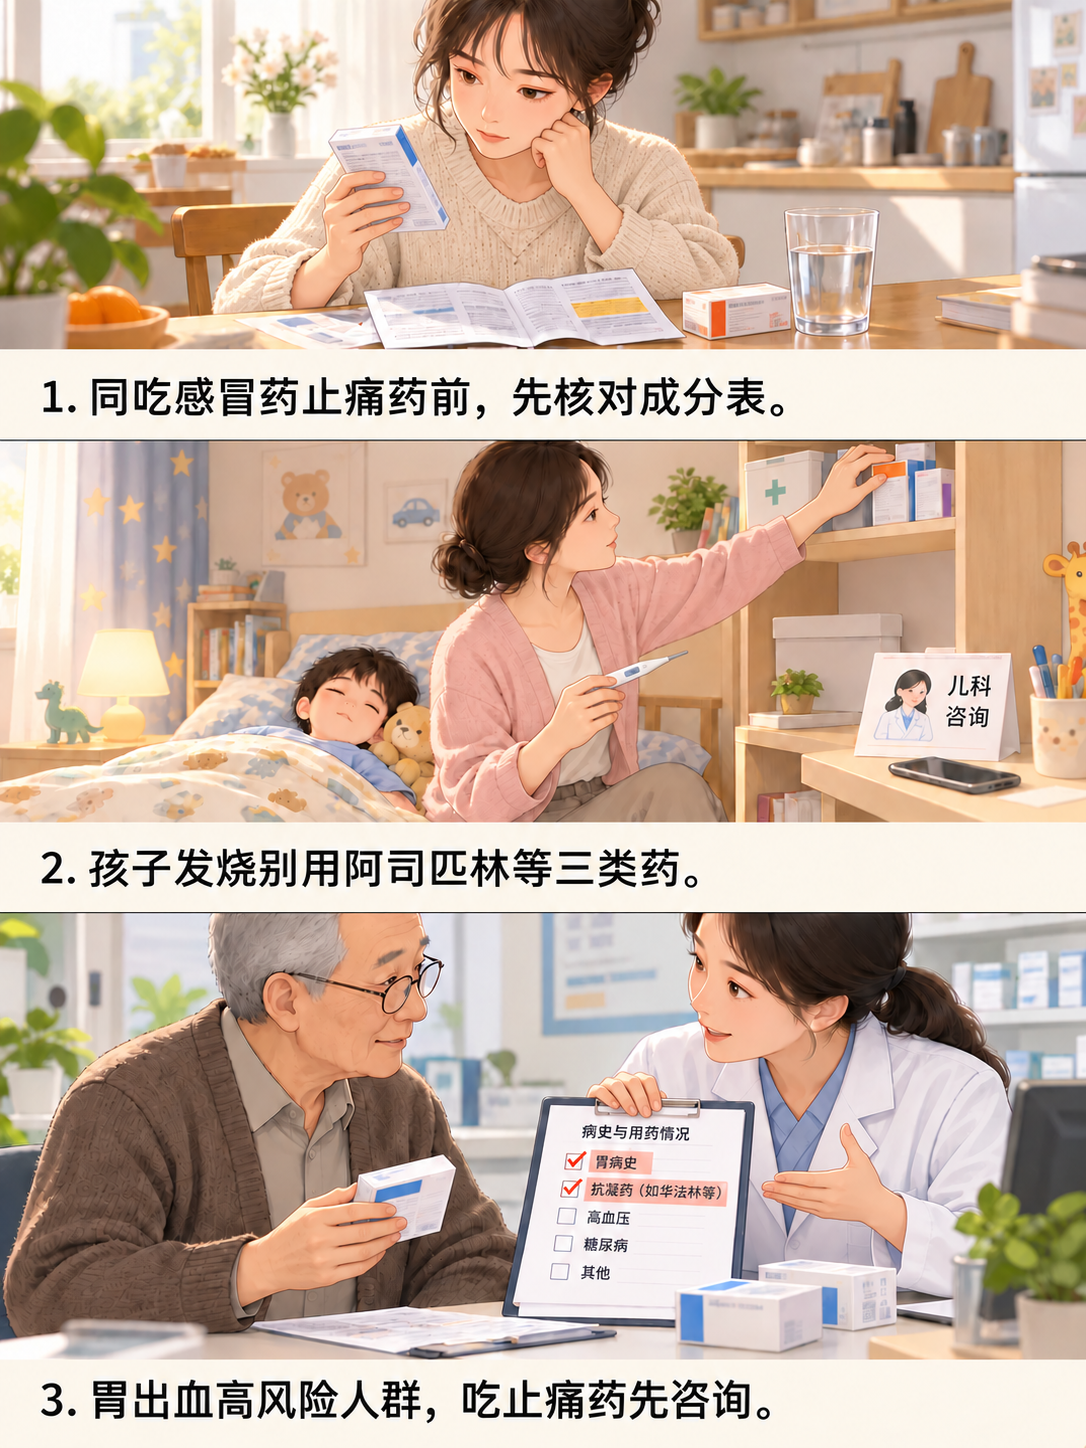 1. 同吃感冒药止痛药前，先核对成分表。
儿科
咨询
2. 孩子发烧别用阿司匹林等三类药。
病史与用药情况
胃病史
抗凝药（如华法林等）
高血压
糖尿病
其他
3. 胃出血高风险人群，吃止痛药先咨询。